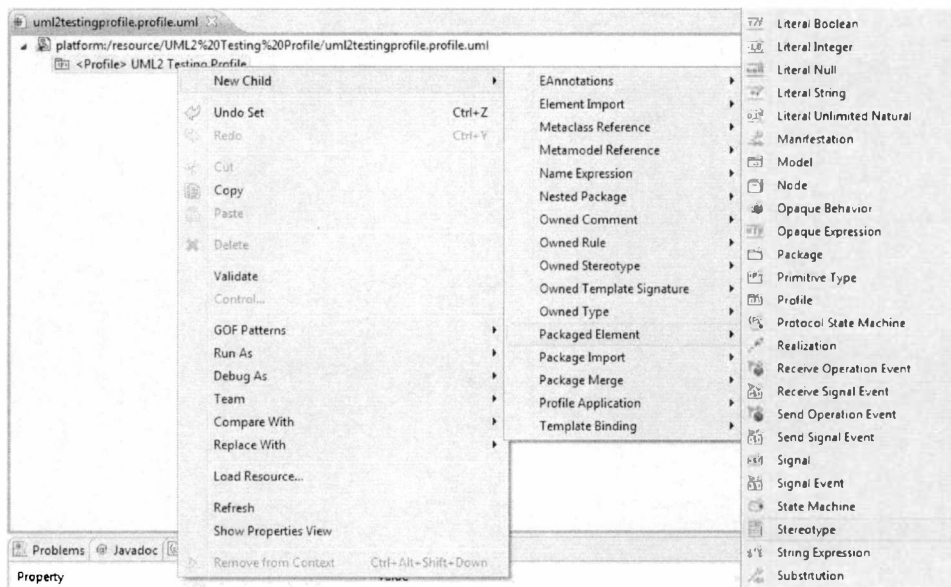 uml2testingprofile.profile.uml
platform:/resource/UML2%20Testing%20Profile/uml2testingprofile.profile.uml
<Profile> UML2 Testing Profile
New Child
Undo Set Ctrl+Z
Redo Ctrl+Y
Cut
Copy
Paste
Delete
Validate
Control...
GOF Patterns
Run As
Debug As
Team
Compare With
Replace With
Load Resource...
Refresh
Show Properties View
Remove from Context Ctrl+Alt+Shift+Down
EAnnotations
Element Import
Metaclass Reference
Metamodel Reference
Name Expression
Nested Package
Owned Comment
Owned Rule
Owned Stereotype
Owned Template Signature
Owned Type
Packaged Element
Package Import
Package Merge
Profile Application
Template Binding
Literal Boolean
Literal Integer
Literal Null
Literal String
Literal Unlimited Natural
Manifestation
Model
Node
Opaque Behavior
Opaque Expression
Package
Primitive Type
Profile
Protocol State Machine
Realization
Receive Operation Event
Receive Signal Event
Send Operation Event
Send Signal Event
Signal
Signal Event
State Machine
Stereotype
String Expression
Substitution
Problems @ Javadoc
Property